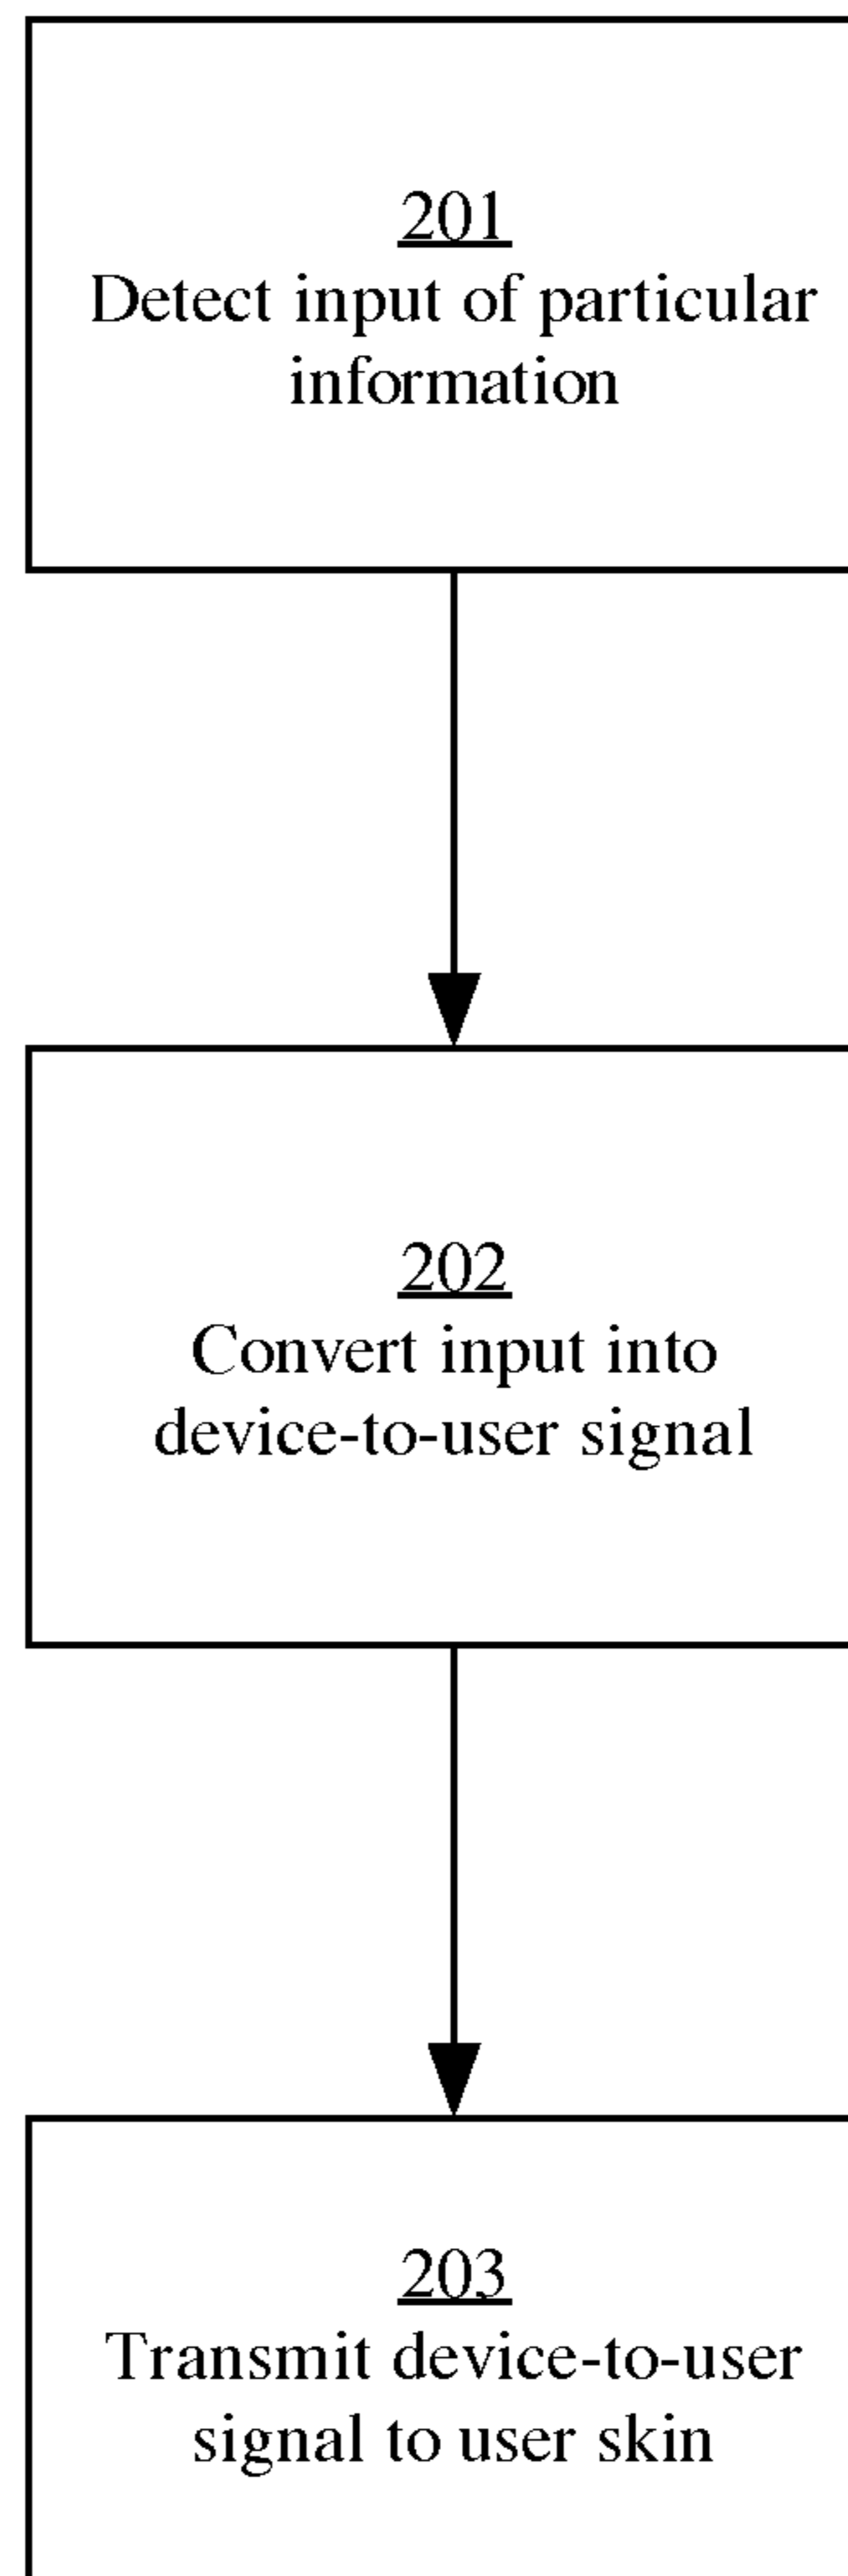 201
Detect input of particular
information
202
Convert input into
device-to-user signal
203
Transmit device-to-user
signal to user skin